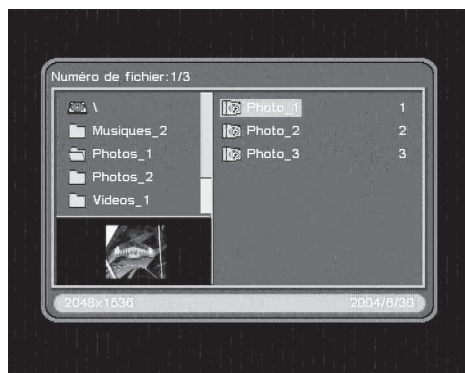 Numéro de fichier:1/3
\
Musiques_2
Photos_1
Photos_2
Videos_1
Photo_1 1
Photo_2 2
Photo_3 3
2048x1536 2004/6/30